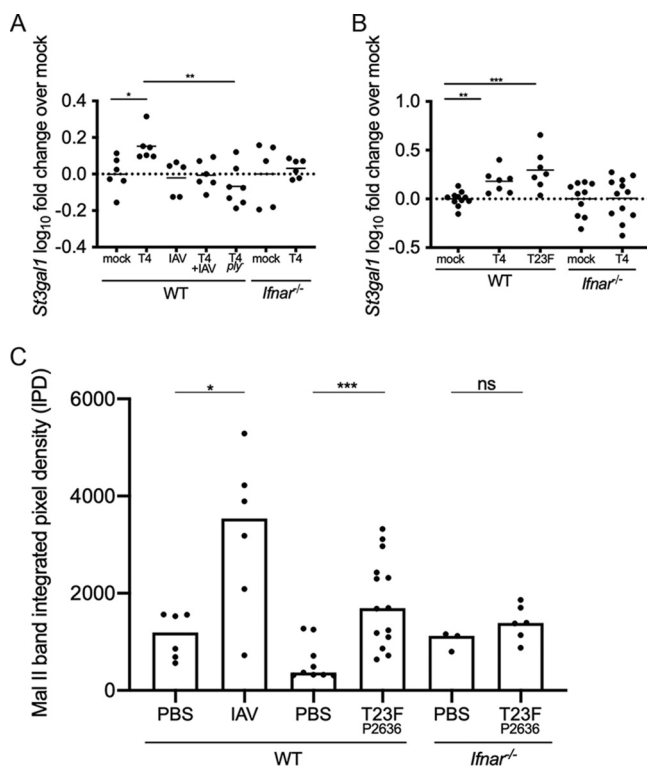 A
St3gal1 log10 fold change over mock
0.4
0.2
0.0
-0.2
-0.4
*
**
mock
T4
IAV
T4
+IAV
T4
ply-
mock
T4
WT
Ifnar-/-
B
St3gal1 log10 fold change over mock
1.0
0.5
0.0
-0.5
***
**
mock
T4
T23F
mock
T4
WT
Ifnar-/-
C
Mal II band integrated pixel density (IPD)
6000
4000
2000
0
*
***
ns
PBS
IAV
PBS
T23F
P2636
PBS
T23F
P2636
WT
Ifnar-/-